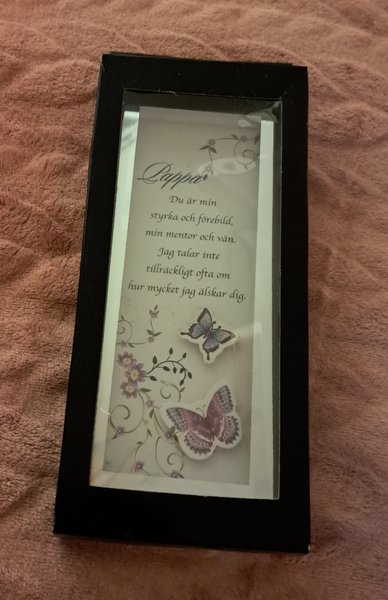 Pappa
Du är min
styrka och förebild,
min mentor och vän.
Jag talar inte
tillräckligt ofta om
hur mycket jag älskar dig.